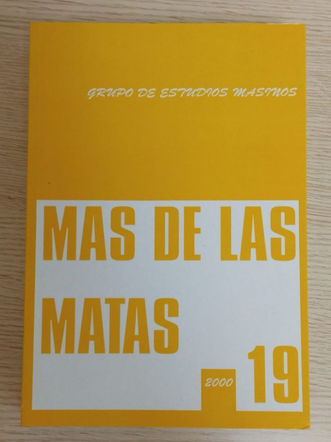 GRUPO DE ESTUDIOS MASINOS
MAS DE LAS
MATAS
2000
19